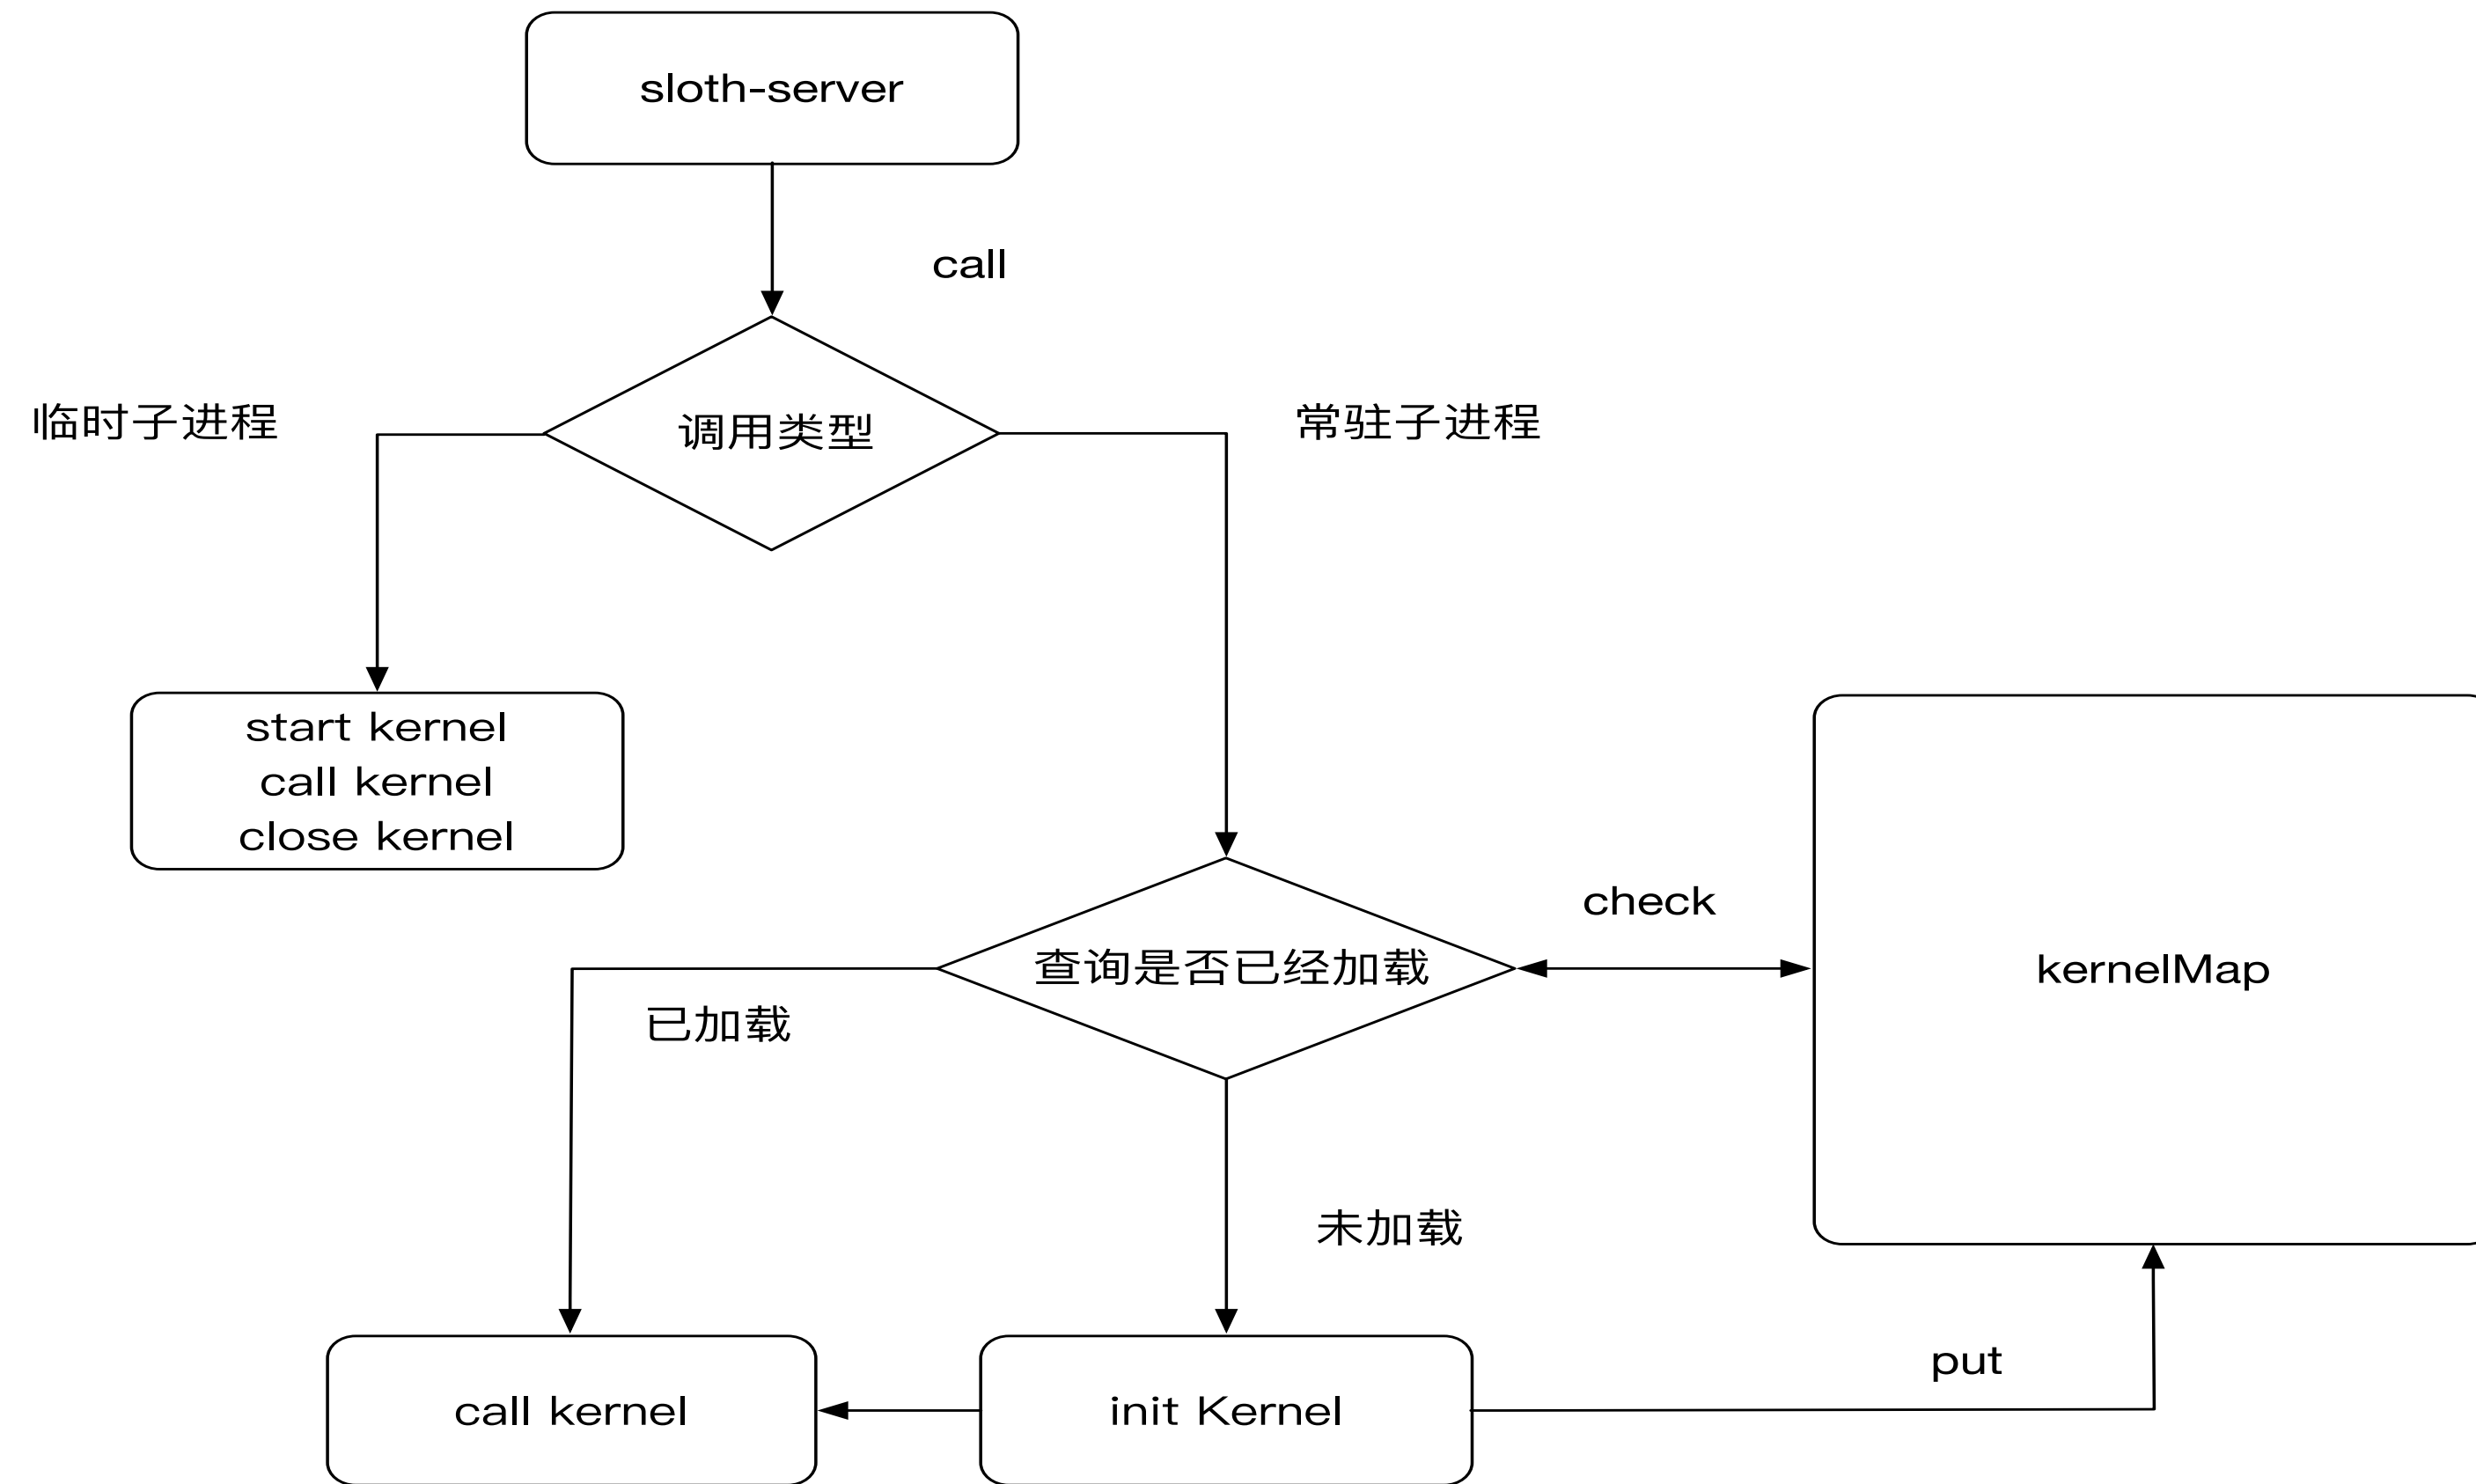 sloth-server
call
临时子进程
调用类型
常驻子进程
start kernel
call kernel
close kernel
check
查询是否已经加载
kernelMap
已加载
未加载
put
call kernel
init Kernel